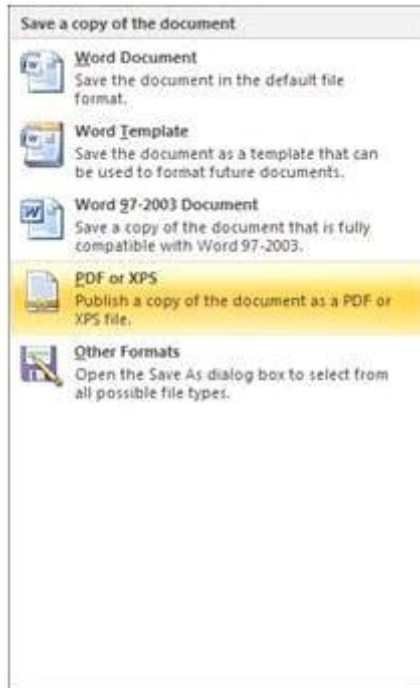 Save a copy of the document
Word Document
Save the document in the default file
format.
Word Template
Save the document as a template that can
be used to format future documents.
Word 97-2003 Document
Save a copy of the document that is fully
compatible with Word 97-2003.
PDF or XPS
Publish a copy of the document as a PDF or
XPS file.
Other Formats
Open the Save As dialog box to select from
all possible file types.